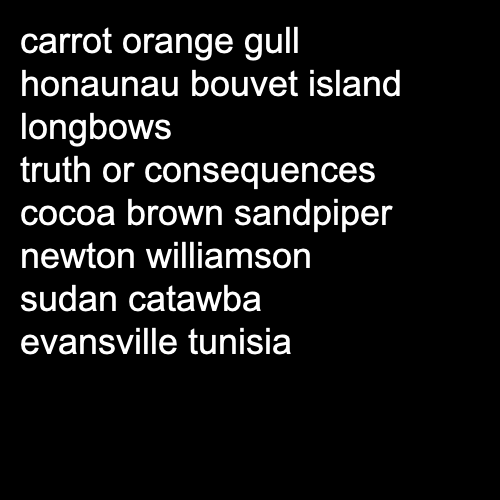 carrot orange gull
honaunau bouvet island
longbows
truth or consequences
cocoa brown sandpiper
newton williamson
sudan catawba
evansville tunisia